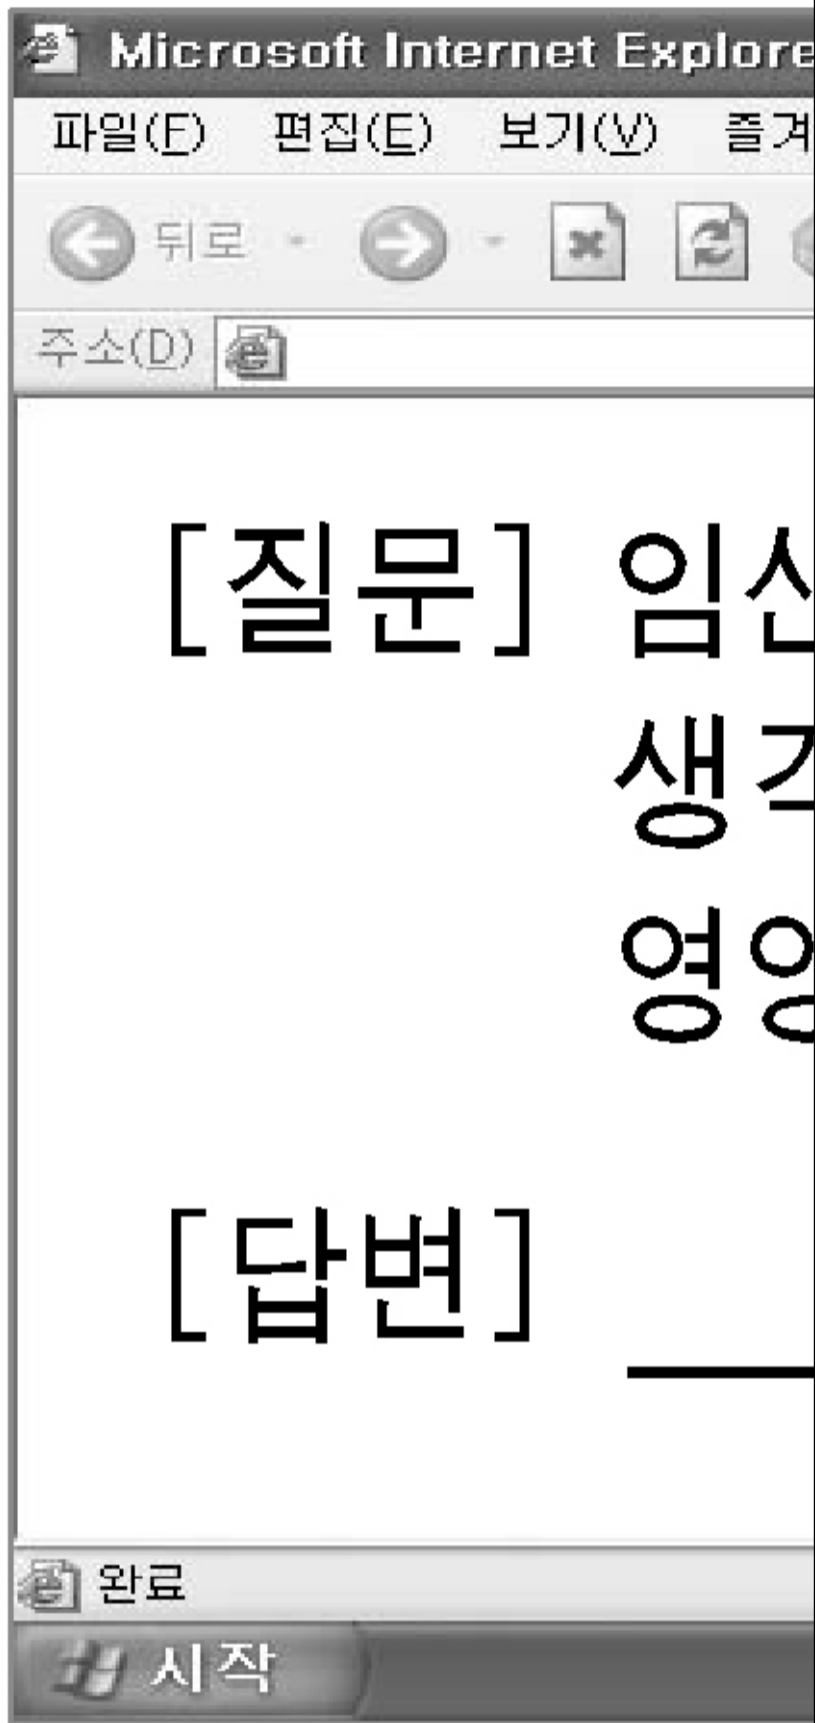 Microsoft Internet Explore
파일(F) 편집(E) 보기(V) 즐겨
뒤로
주소(D)
[질문] 임신
생각
영양
[답변]
완료
시작